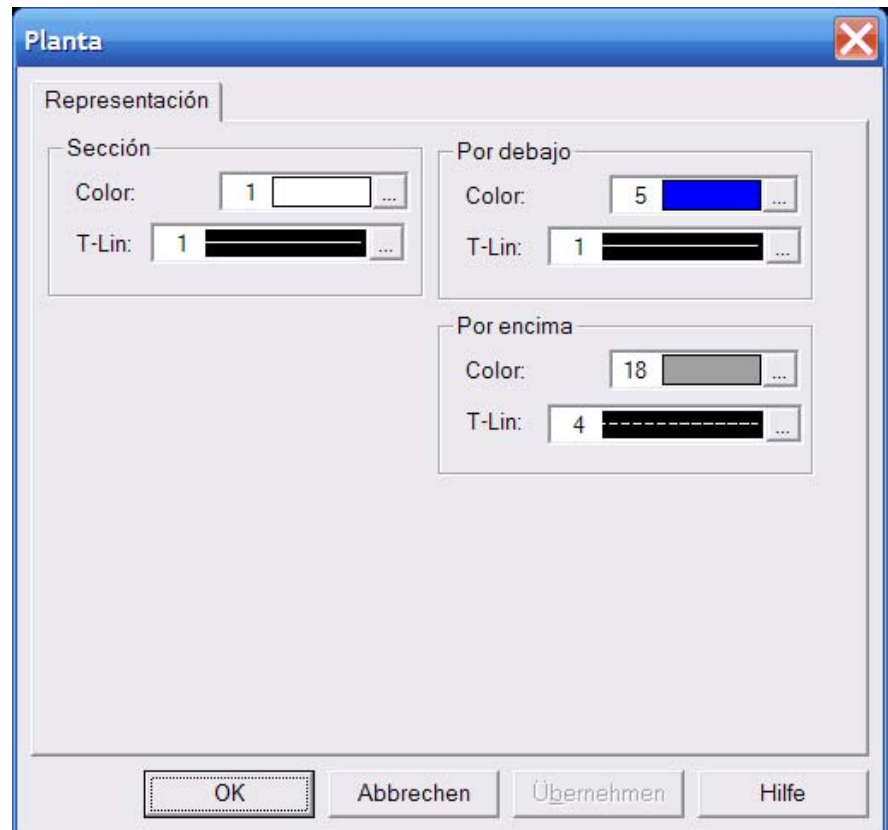 Planta
Representación
Sección
Color: 1 ...
T-Lin: 1 ...
Por debajo
Color: 5 ...
T-Lin: 1 ...
Por encima
Color: 18 ...
T-Lin: 4 ...
OK Abbrechen Übernehmen Hilfe